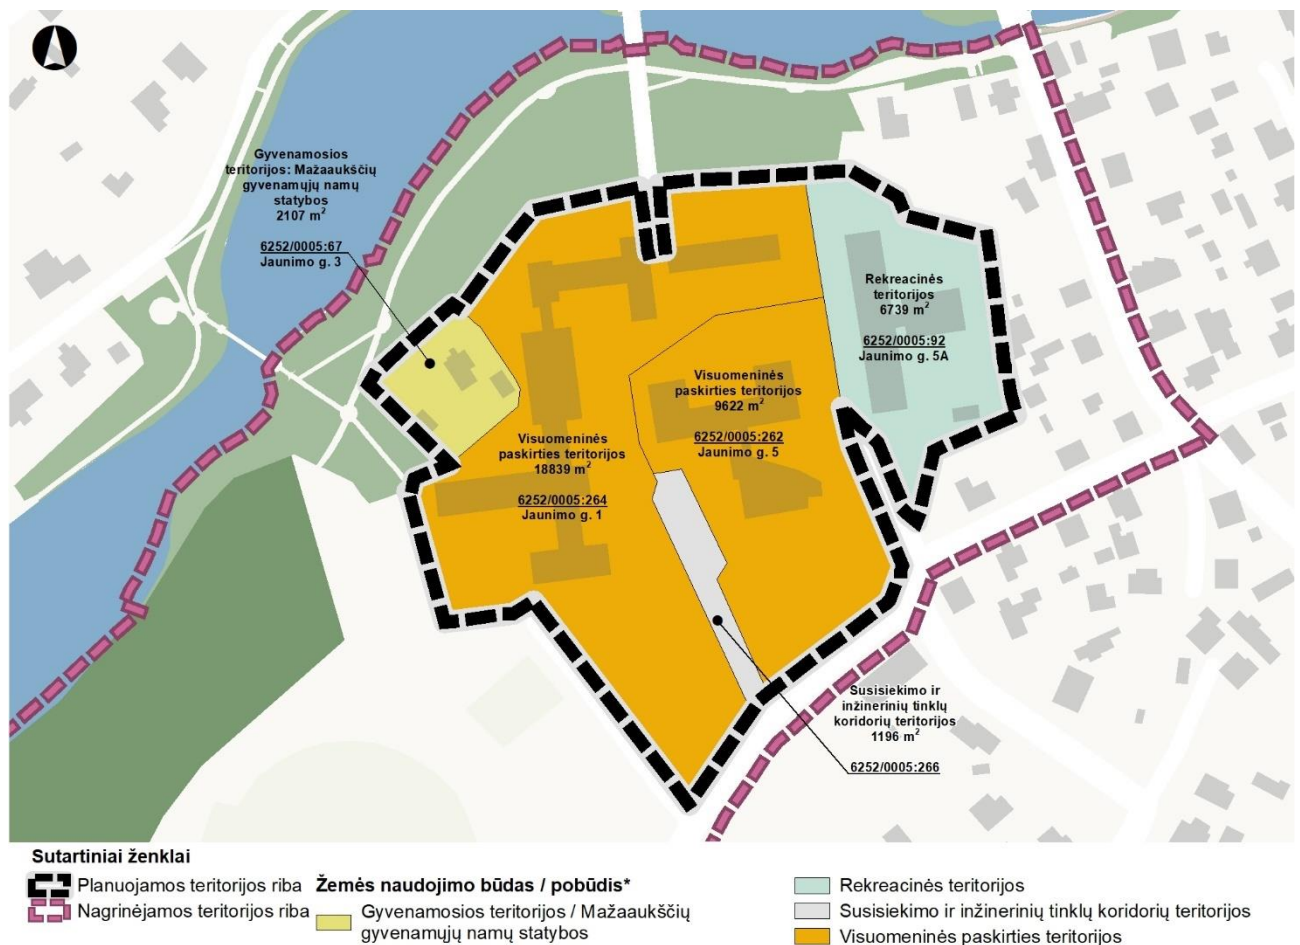 Gyvenamosios
teritorijos: Mažaaukščių
gyvenamųjų namų
statybos
2107 m²
6252/0005:67
Jaunimo g. 3
Rekreacinės
teritorijos
6739 m²
6252/0005:92
Jaunimo g. 5A
Visuomeninės
paskirties teritorijos
9622 m²
6252/0005:262
Jaunimo g. 5
Visuomeninės
paskirties teritorijos
18839 m²
6252/0005:264
Jaunimo g. 1
Susisiekimo ir
inžinerinių tinklų
koridorių teritorijos
1196 m²
6252/0005:266
Sutartiniai ženklai
Planuojamos teritorijos riba
Nagrinėjamos teritorijos riba
Žemės naudojimo būdas / pobūdis*
Gyvenamosios teritorijos / Mažaaukščių
gyvenamųjų namų statybos
Rekreacinės teritorijos
Susisiekimo ir inžinerinių tinklų koridorių teritorijos
Visuomeninės paskirties teritorijos